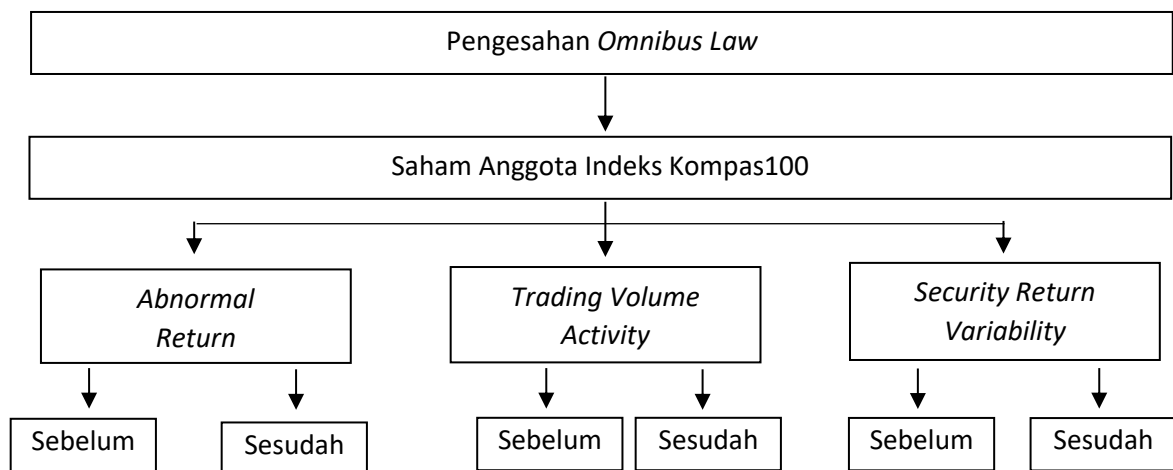 Pengesahan Omnibus Law
Saham Anggota Indeks Kompas100
Abnormal
Return
Trading Volume
Activity
Security Return
Variability
Sebelum
Sesudah
Sebelum
Sesudah
Sebelum
Sesudah